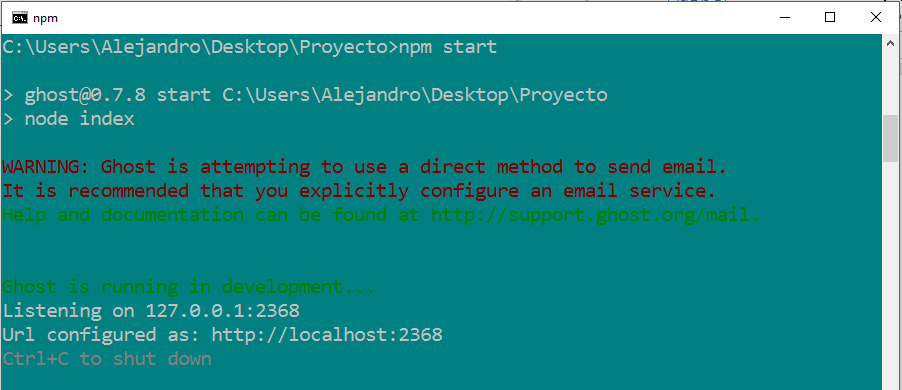 npm
C:\Users\Alejandro\Desktop\Proyecto>npm start
> ghost@0.7.8 start C:\Users\Alejandro\Desktop\Proyecto
> node index
WARNING: Ghost is attempting to use a direct method to send email.
It is recommended that you explicitly configure an email service.
Help and documentation can be found at http://support.ghost.org/mail.
Ghost is running in development...
Listening on 127.0.0.1:2368
Url configured as: http://localhost:2368
Ctrl+C to shut down